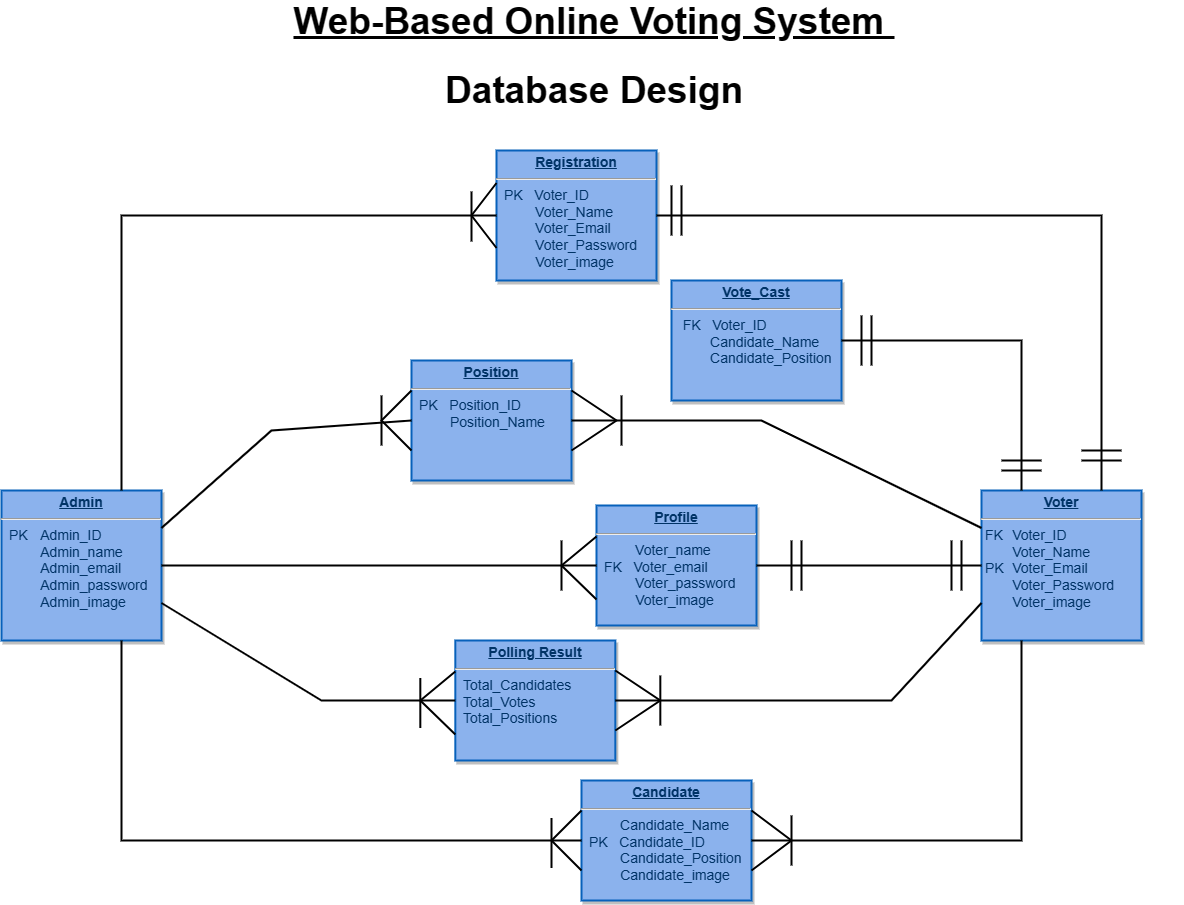 Web-Based Online Voting System
Database Design
Registration
PK Voter_ID
Voter_Name
Voter_Email
Voter_Password
Voter_image
Vote_Cast
FK Voter_ID
Candidate_Name
Candidate_Position
Position
PK Position_ID
Position_Name
Admin
PK Admin_ID
Admin_name
Admin_email
Admin_password
Admin_image
Profile
Voter_name
FK Voter_email
Voter_password
Voter_image
Voter
FK Voter_ID
Voter_Name
PK Voter_Email
Voter_Password
Voter_image
Polling Result
Total_Candidates
Total_Votes
Total_Positions
Candidate
Candidate_Name
PK Candidate_ID
Candidate_Position
Candidate_image